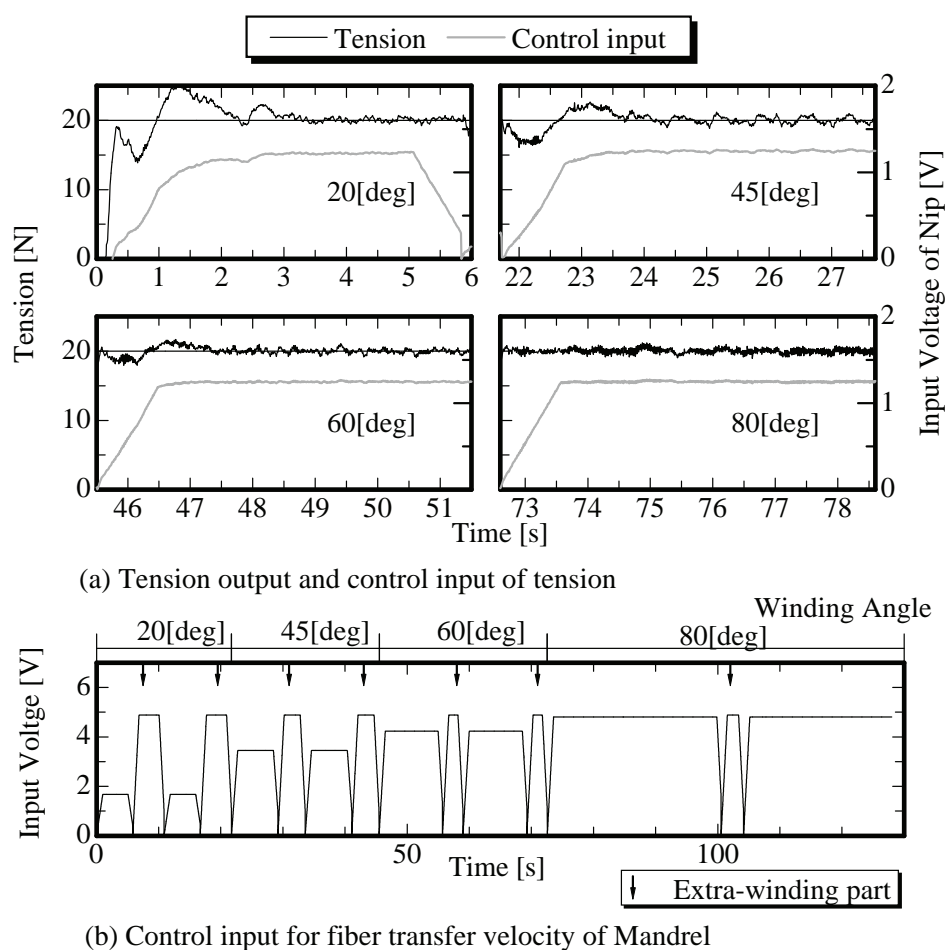 Tension Control input
20 10 0
20[deg]
0 1 2 3 4 5 6
2 1 0
45[deg]
22 23 24 25 26 27
Tension [N]
Input Voltage of Nip [V]
20 10 0
60[deg]
46 47 48 49 50 51
2 1 0
80[deg]
73 74 75 76 77 78
Time [s]
(a) Tension output and control input of tension
Winding Angle
20[deg] 45[deg] 60[deg] 80[deg]
Input Voltge [V]
6 4 2 0
0 50 100
Time [s]
Extra-winding part
(b) Control input for fiber transfer velocity of Mandrel